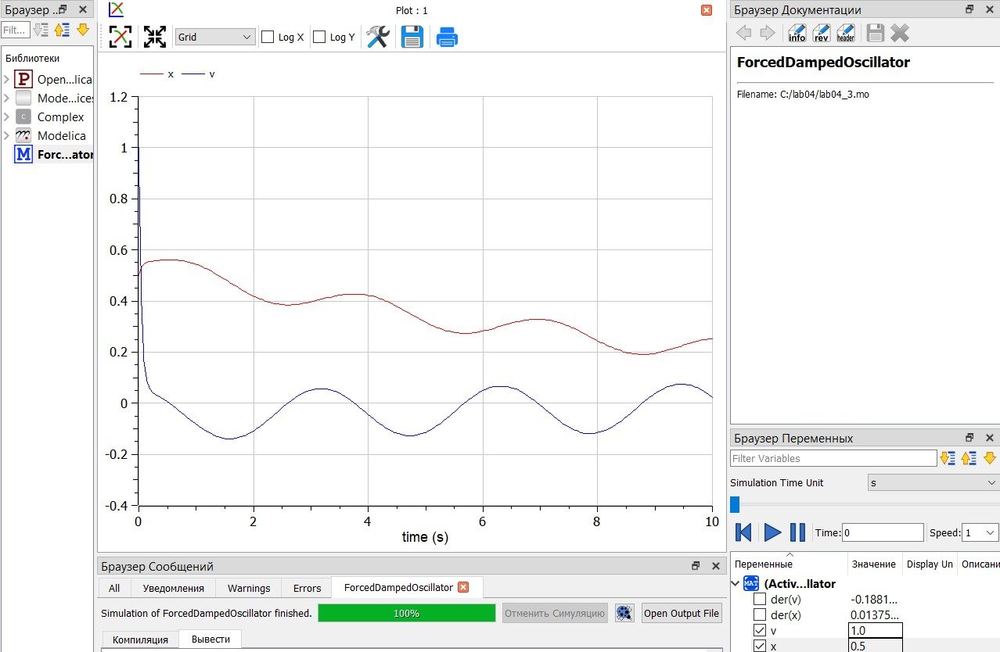 Браузер ..
Filt...
Библиотеки
Open...lica
Mode...ices
Complex
Modelica
Forc...ator
Plot : 1
Grid
Log X
Log Y
x
v
1.2
1
0.8
0.6
0.4
0.2
0
-0.2
-0.4
0
2
4
6
8
10
time (s)
Браузер Сообщений
All
Уведомления
Warnings
Errors
ForcedDampedOscillator
Simulation of ForcedDampedOscillator finished.
100%
Отменить Симуляцию
Open Output File
Компиляция
Вывести
Браузер Документации
info
rev
header
ForcedDampedOscillator
Filename: C:/lab04/lab04_3.mo
Браузер Переменных
Filter Variables
Simulation Time Unit
s
Time: 0
Speed: 1
Переменные
Значение
Display Un
Описани
MAT
(Activ...llator
der(v)
-0.1881...
der(x)
0.01375...
v
1.0
x
0.5